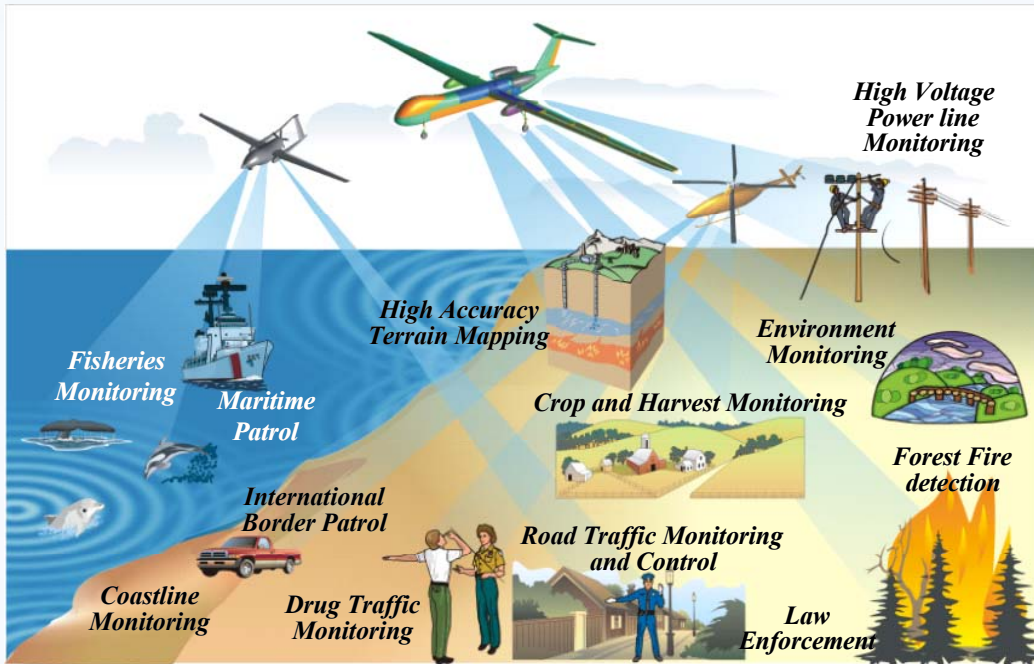 High Voltage
Power line
Monitoring
High Accuracy
Terrain Mapping
Environment
Monitoring
Fisheries
Monitoring
Maritime
Patrol
Crop and Harvest Monitoring
Forest Fire
detection
International
Border Patrol
Road Traffic Monitoring
and Control
Coastline
Monitoring
Drug Traffic
Monitoring
Law
Enforcement